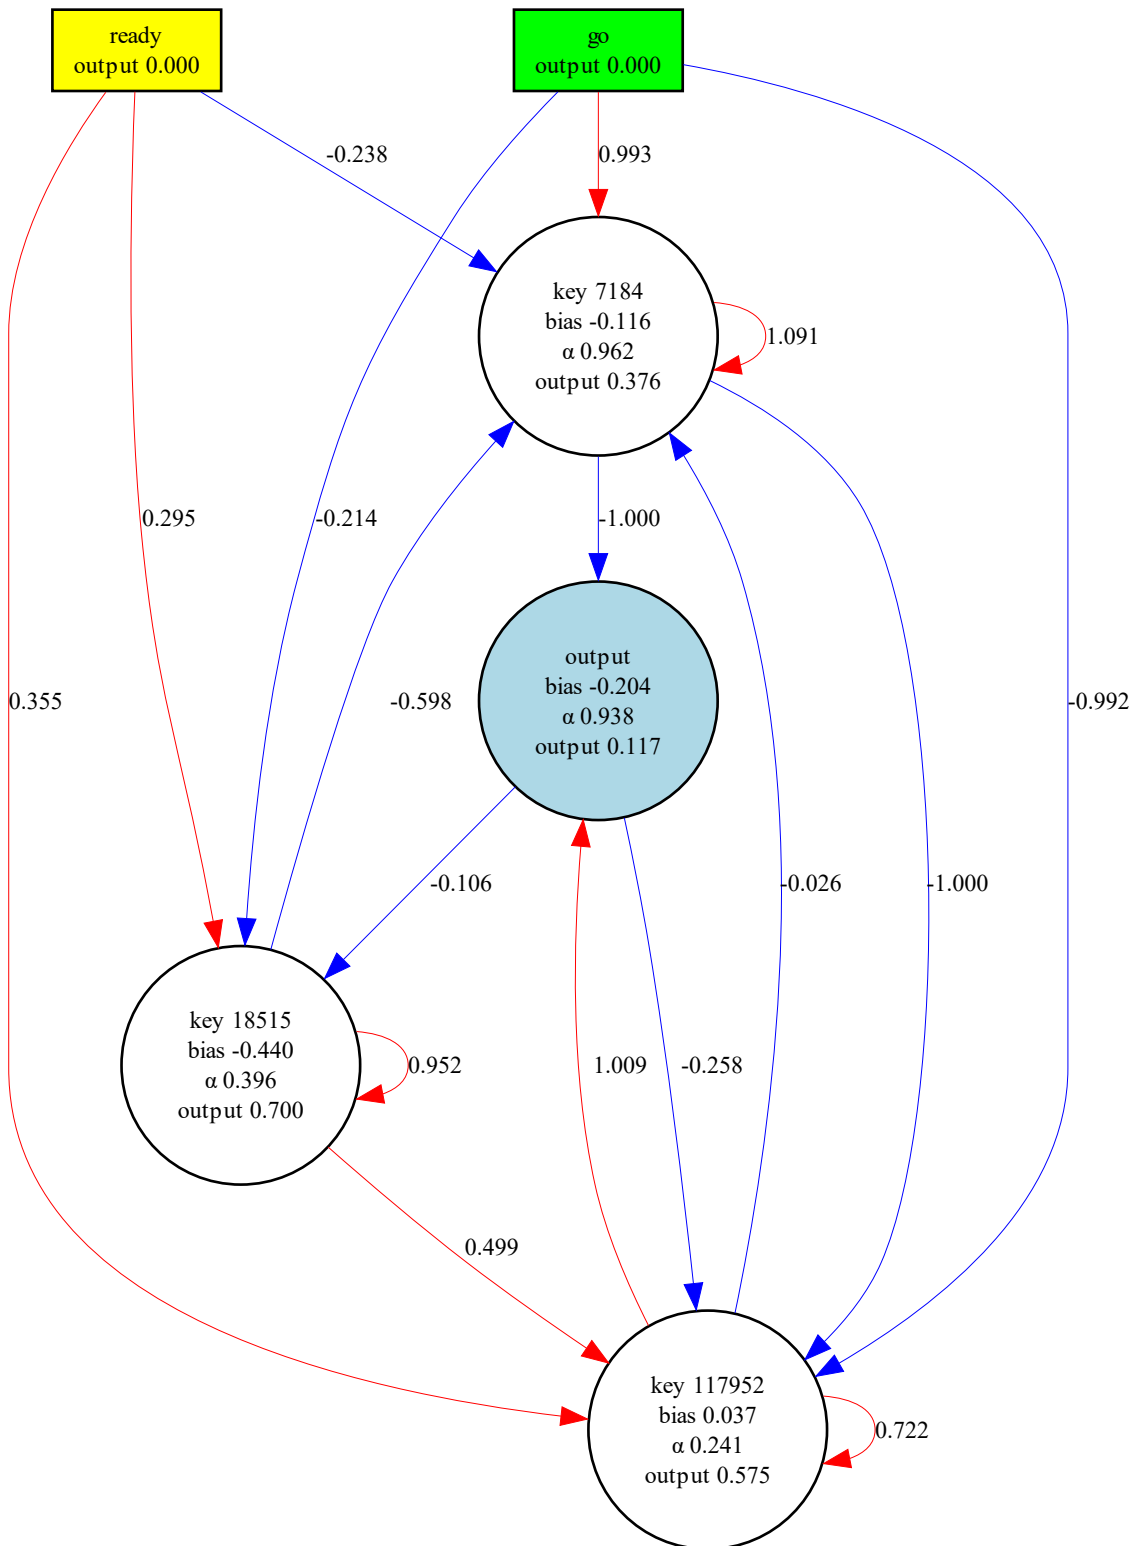 ready
output 0.000
go
output 0.000
-0.238
0.993
key 7184
bias -0.116
α 0.962
output 0.376
1.091
0.295
-0.214
-1.000
output
bias -0.204
α 0.938
output 0.117
0.355
-0.598
-0.992
-0.106
-0.026
-1.000
key 18515
bias -0.440
α 0.396
output 0.700
0.952
1.009
-0.258
0.499
key 117952
bias 0.037
α 0.241
output 0.575
0.722